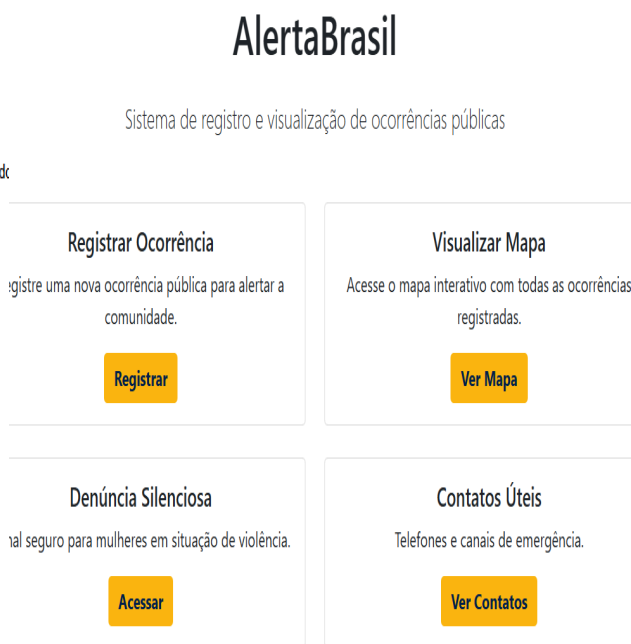 AlertaBrasil
Sistema de registro e visualização de ocorrências públicas
Registrar Ocorrência
egistre uma nova ocorrência pública para alertar a
comunidade.
Registrar
Visualizar Mapa
Acesse o mapa interativo com todas as ocorrências
registradas.
Ver Mapa
Denúncia Silenciosa
nal seguro para mulheres em situação de violência.
Acessar
Contatos Úteis
Telefones e canais de emergência.
Ver Contatos